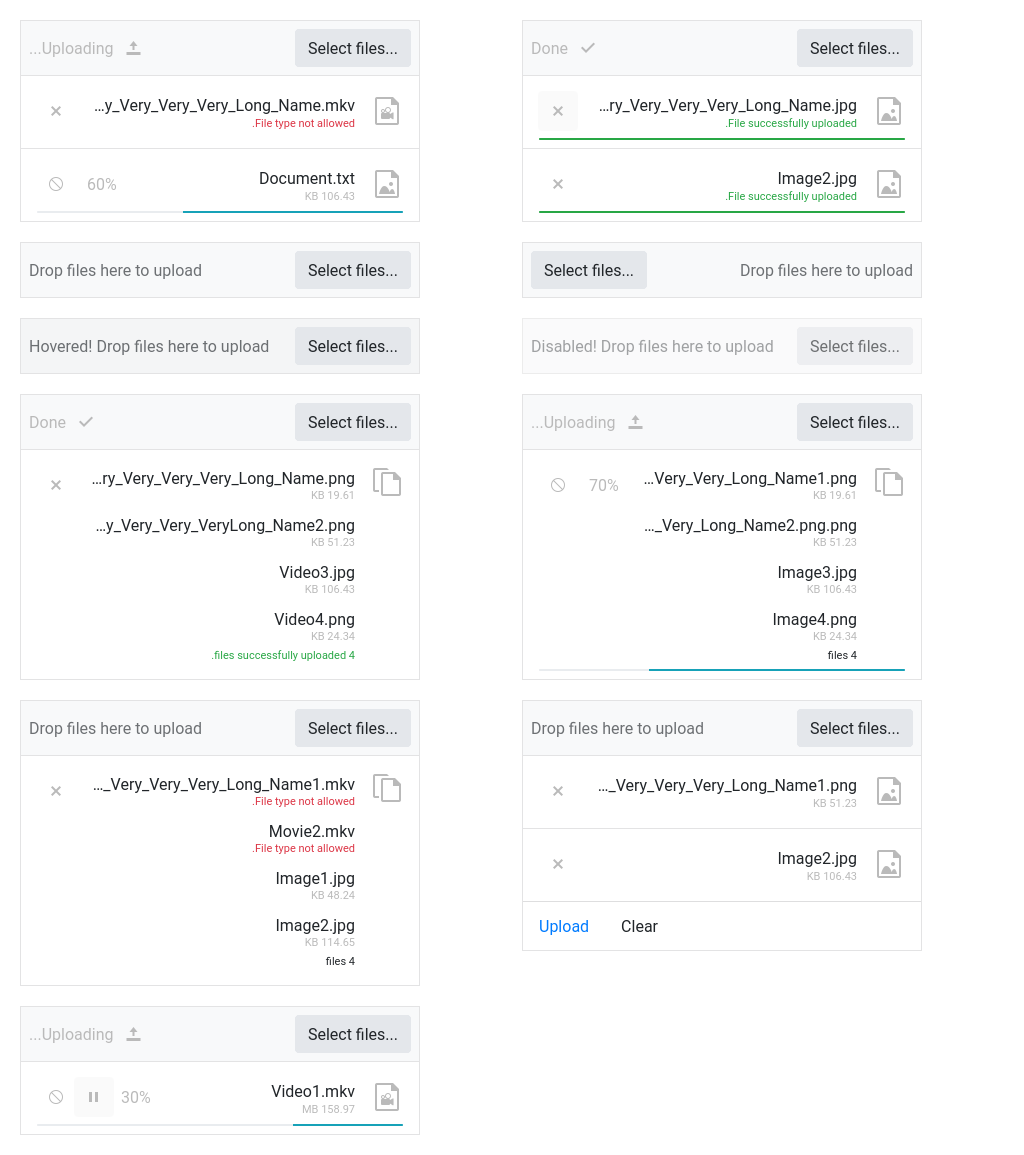 ...Uploading
Select files...
...y_Very_Very_Very_Long_Name.mkv
.File type not allowed
60%
Document.txt
KB 106.43
Done
Select files...
...ry_Very_Very_Very_Long_Name.jpg
.File successfully uploaded
Image2.jpg
.File successfully uploaded
Drop files here to upload
Select files...
Select files...
Drop files here to upload
Hovered! Drop files here to upload
Select files...
Disabled! Drop files here to upload
Select files...
Done
Select files...
...ry_Very_Very_Very_Long_Name.png
KB 19.61
...y_Very_Very_VeryLong_Name2.png
KB 51.23
Video3.jpg
KB 106.43
Video4.png
KB 24.34
.files successfully uploaded 4
...Uploading
Select files...
70%
...Very_Very_Long_Name1.png
KB 19.61
..._Very_Long_Name2.png.png
KB 51.23
Image3.jpg
KB 106.43
Image4.png
KB 24.34
files 4
Drop files here to upload
Select files...
..._Very_Very_Very_Long_Name1.mkv
.File type not allowed
Movie2.mkv
.File type not allowed
Image1.jpg
KB 48.24
Image2.jpg
KB 114.65
files 4
Drop files here to upload
Select files...
..._Very_Very_Very_Long_Name1.png
KB 51.23
Image2.jpg
KB 106.43
Upload
Clear
...Uploading
Select files...
30%
Video1.mkv
MB 158.97